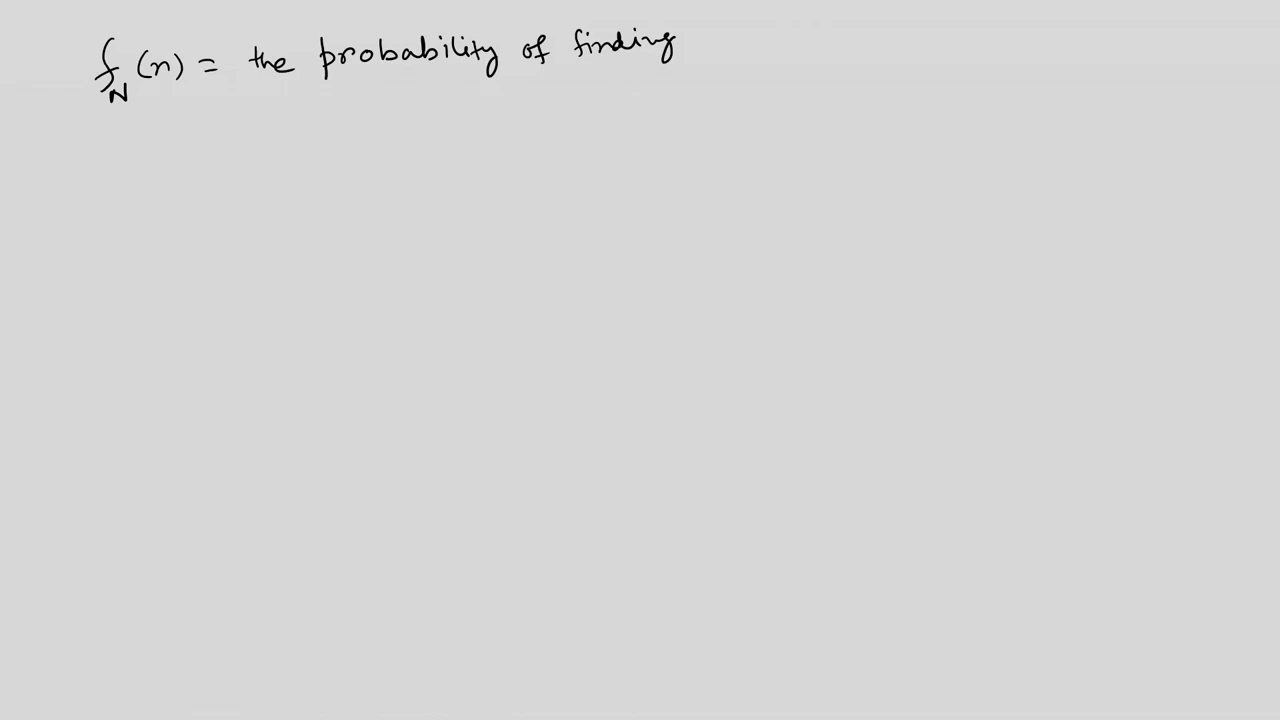 f_N (n) = the probability of finding